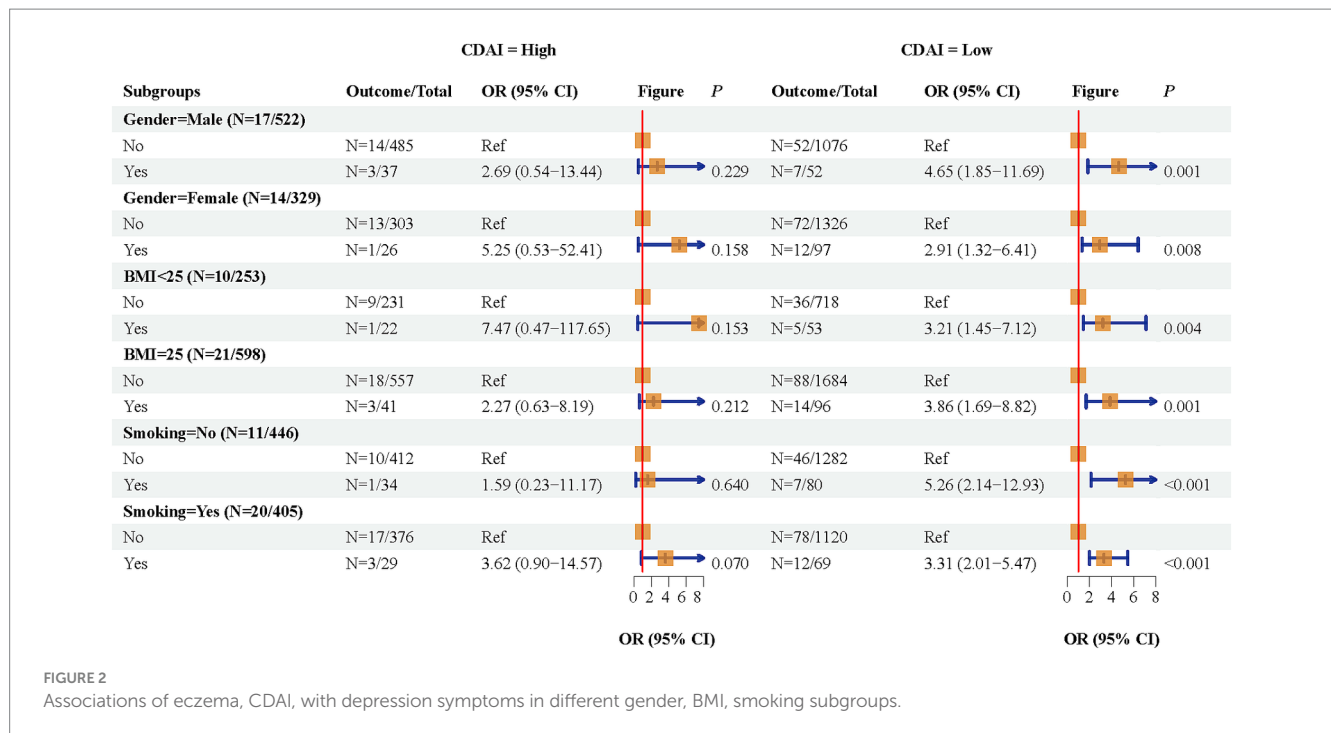 CDAI = High CDAI = Low
Subgroups Outcome/Total OR (95% CI) Figure P Outcome/Total OR (95% CI) Figure P
Gender=Male (N=17/522)
No N=14/485 Ref N=52/1076 Ref
Yes N=3/37 2.69 (0.54−13.44) 0.229 N=7/52 4.65 (1.85−11.69) 0.001
Gender=Female (N=14/329)
No N=13/303 Ref N=72/1326 Ref
Yes N=1/26 5.25 (0.53−52.41) 0.158 N=12/97 2.91 (1.32−6.41) 0.008
BMI<25 (N=10/253)
No N=9/231 Ref N=36/718 Ref
Yes N=1/22 7.47 (0.47−117.65) 0.153 N=5/53 3.21 (1.45−7.12) 0.004
BMI=25 (N=21/598)
No N=18/557 Ref N=88/1684 Ref
Yes N=3/41 2.27 (0.63−8.19) 0.212 N=14/96 3.86 (1.69−8.82) 0.001
Smoking=No (N=11/446)
No N=10/412 Ref N=46/1282 Ref
Yes N=1/34 1.59 (0.23−11.17) 0.640 N=7/80 5.26 (2.14−12.93) <0.001
Smoking=Yes (N=20/405)
No N=17/376 Ref N=78/1120 Ref
Yes N=3/29 3.62 (0.90−14.57) 0.070 N=12/69 3.31 (2.01−5.47) <0.001
0 2 4 6 8 0 2 4 6 8
OR (95% CI) OR (95% CI)
FIGURE 2
Associations of eczema, CDAI, with depression symptoms in different gender, BMI, smoking subgroups.